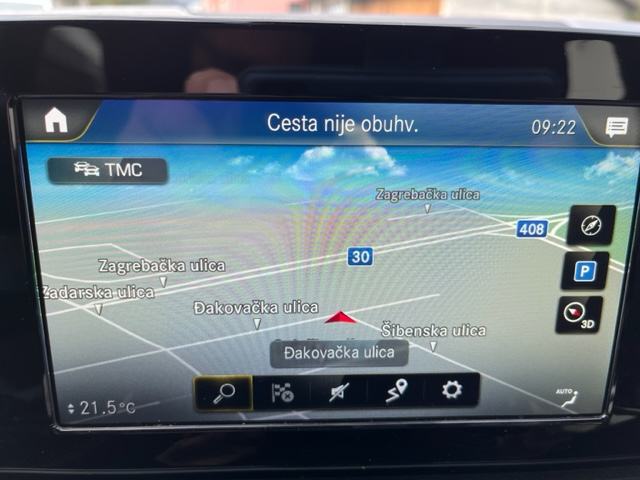 Cesta nije obuhv.
09:22
TMC
Zagrebačka ulica
408
30
P
Zagrebačka ulica
Zadarska ulica
Đakovačka ulica
Šibenska ulica
3D
Đakovačka ulica
21.5°C
AUTO